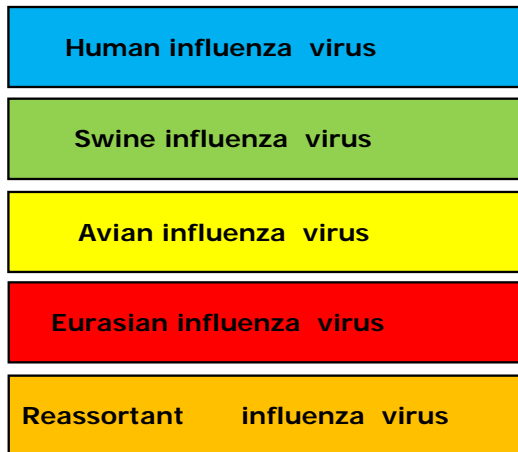 Human influenza virus
Swine influenza virus
Avian influenza virus
Eurasian influenza virus
Reassortant influenza virus